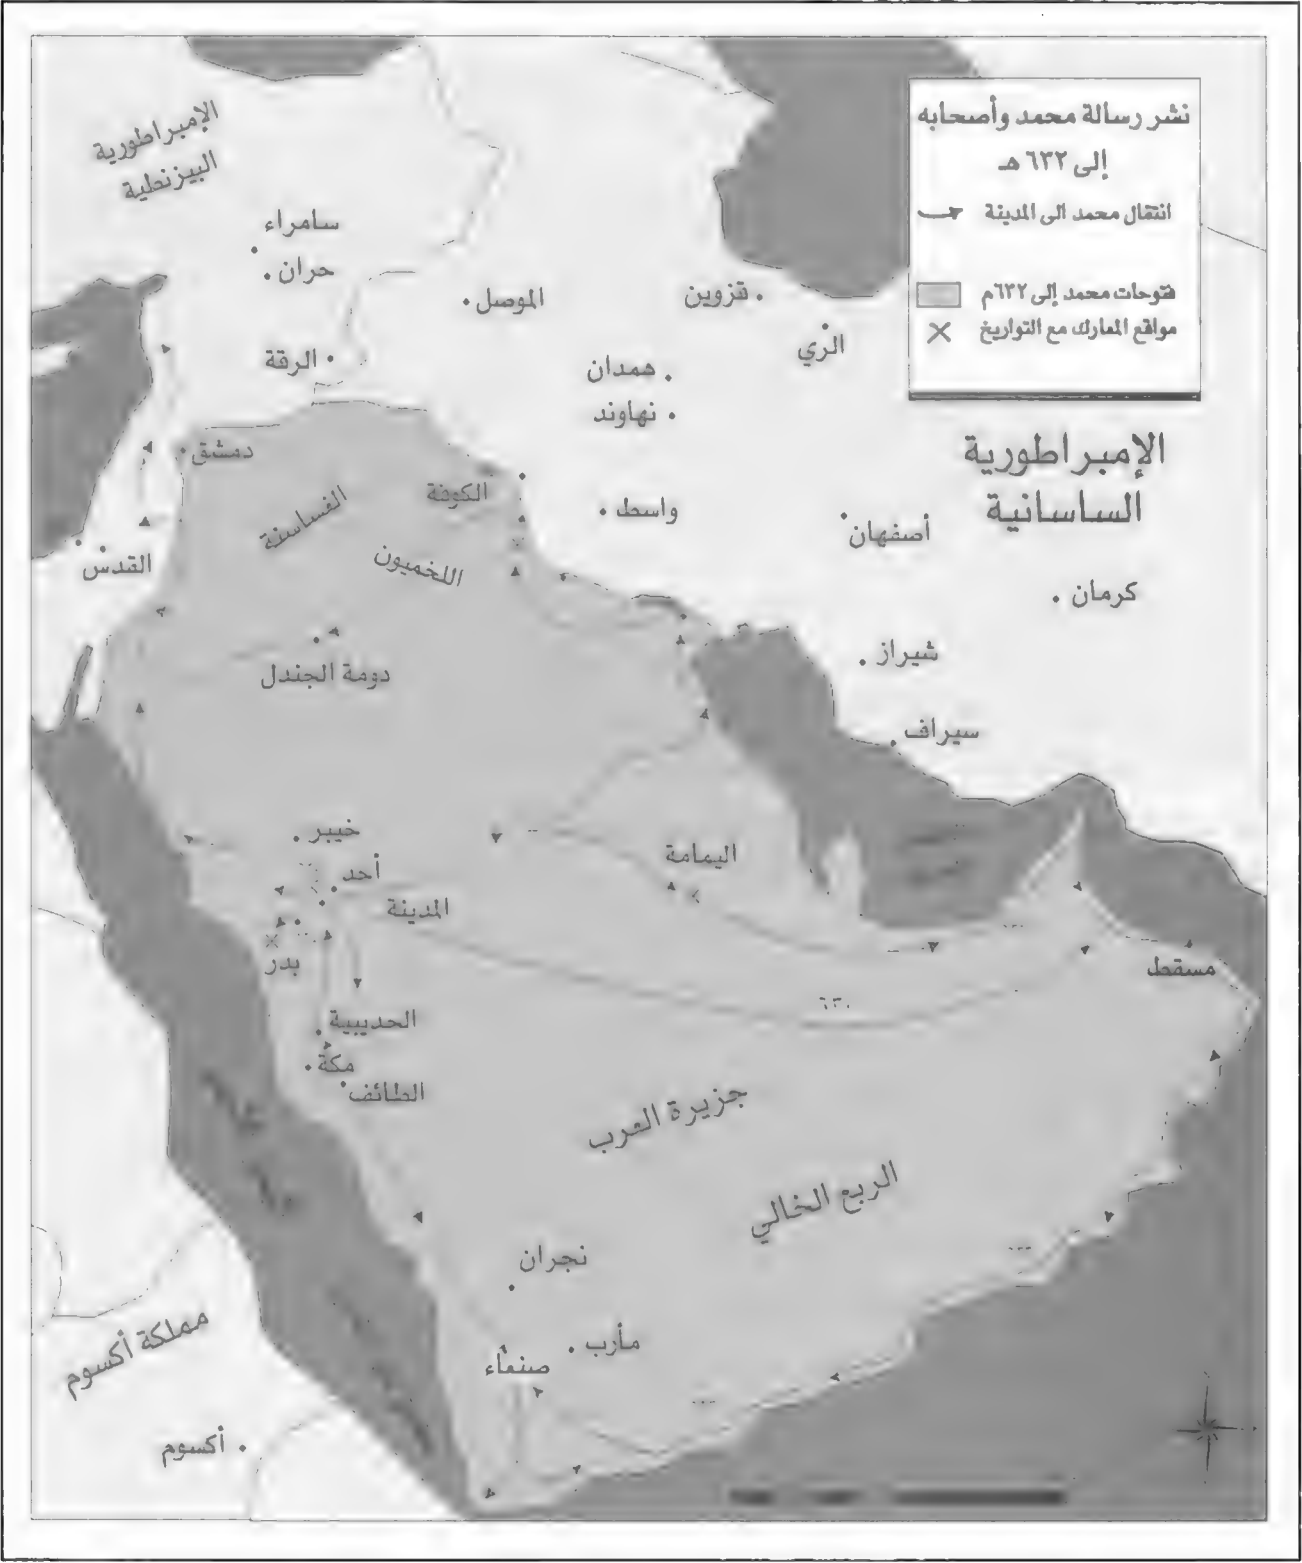 نشر رسالة محمد وأصحابه
إلى ٦٣٢ هـ
انتقال محمد الى المدينة
فتوحات محمد إلى ٦٣٢م
مواقع المعارك مع التواريخ
الإمبراطورية
البيزنطية
سامراء
حران
الموصل
قزوين
الري
الرقة
همدان
نهاوند
الإمبراطورية
الساسانية
دمشق
الغساسنة
الكوفة
واسط
أصفهان
القدس
اللخميون
كرمان
دومة الجندل
شيراز
سيراف
خيبر
أحد
اليمامة
المدينة
بدر
مسقط
٦٣٠
الحديبية
مكة
الطائف
جزيرة العرب
الربع الخالي
نجران
مملكة أكسوم
مأرب
صنعاء
أكسوم